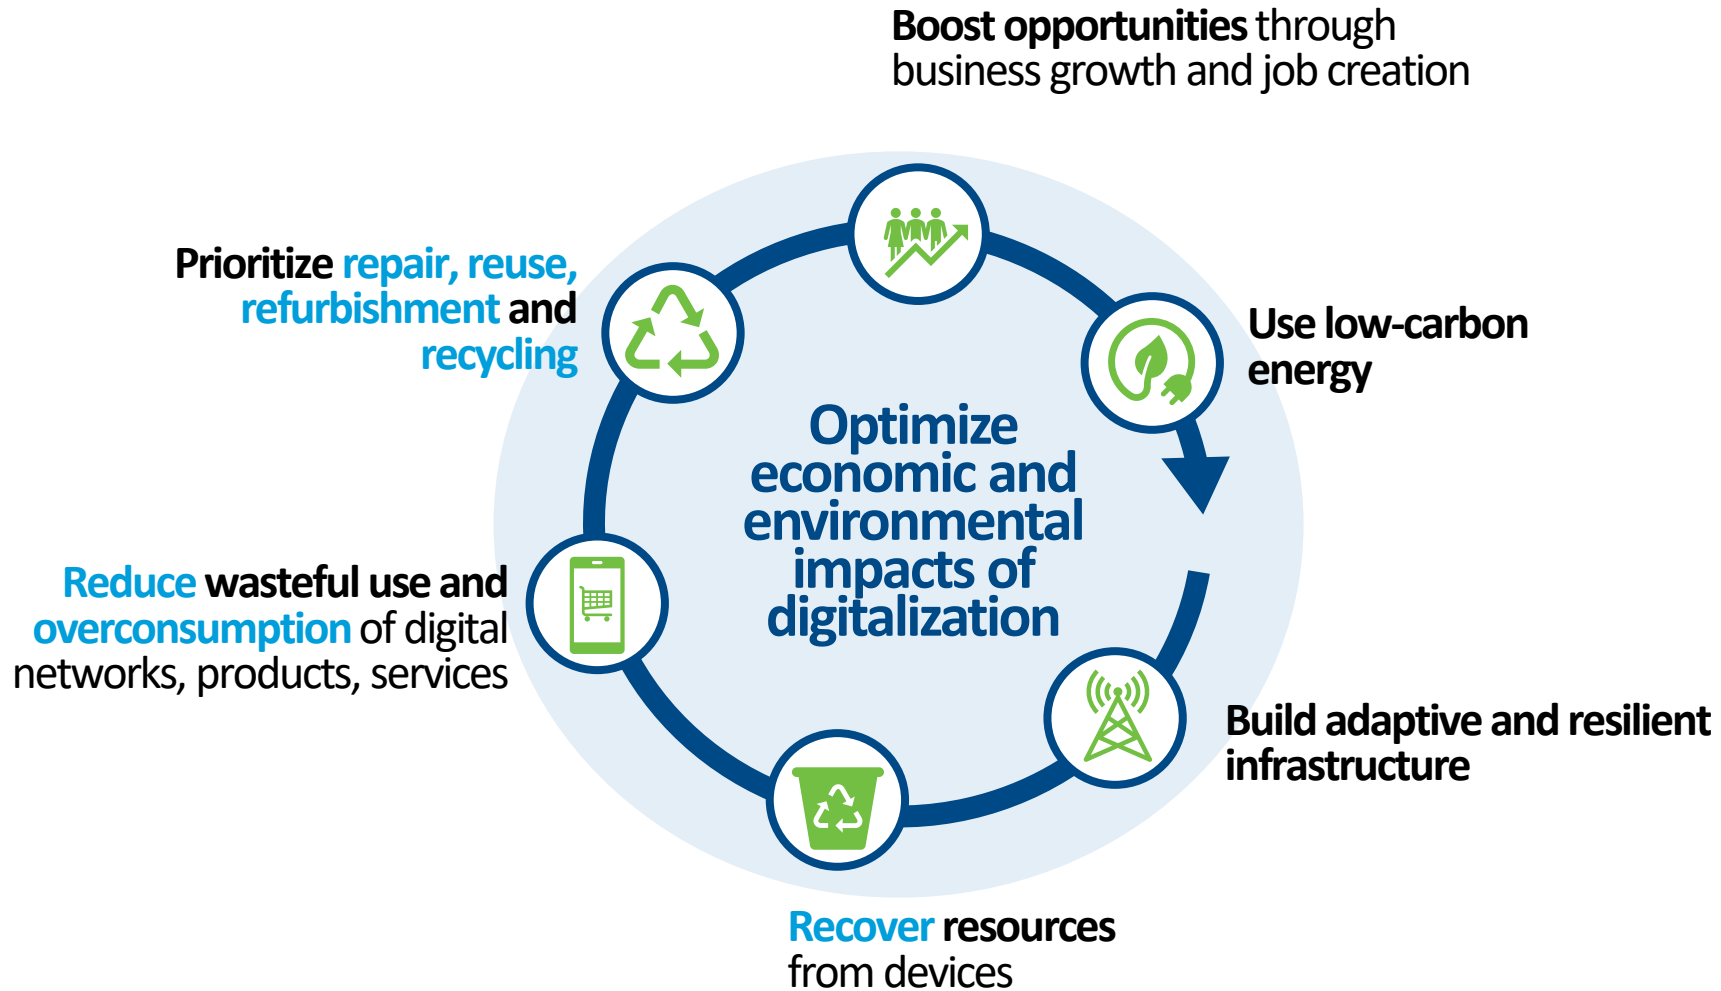 Boost opportunities through
business growth and job creation
Prioritize repair, reuse,
refurbishment and
recycling
Use low-carbon
energy
Optimize
economic and
environmental
impacts of
digitalization
Reduce wasteful use and
overconsumption of digital
networks, products, services
Build adaptive and resilient
infrastructure
Recover resources
from devices